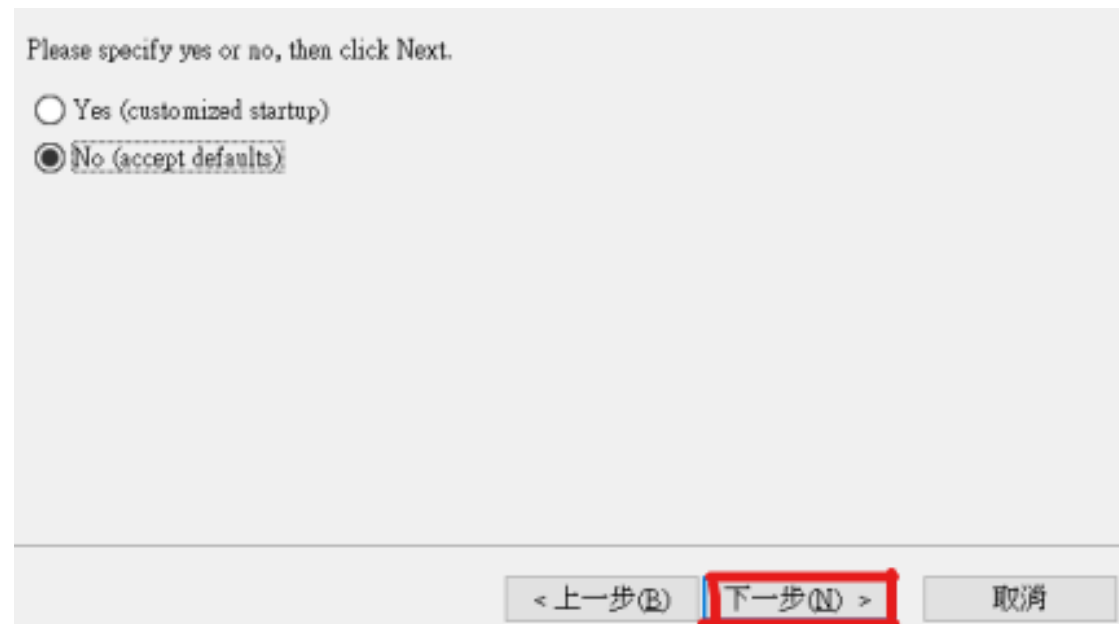 Please specify yes or no, then click Next.
Yes (customized startup)
No (accept defaults)
< 上一步(B) 下一步(N) > 取消